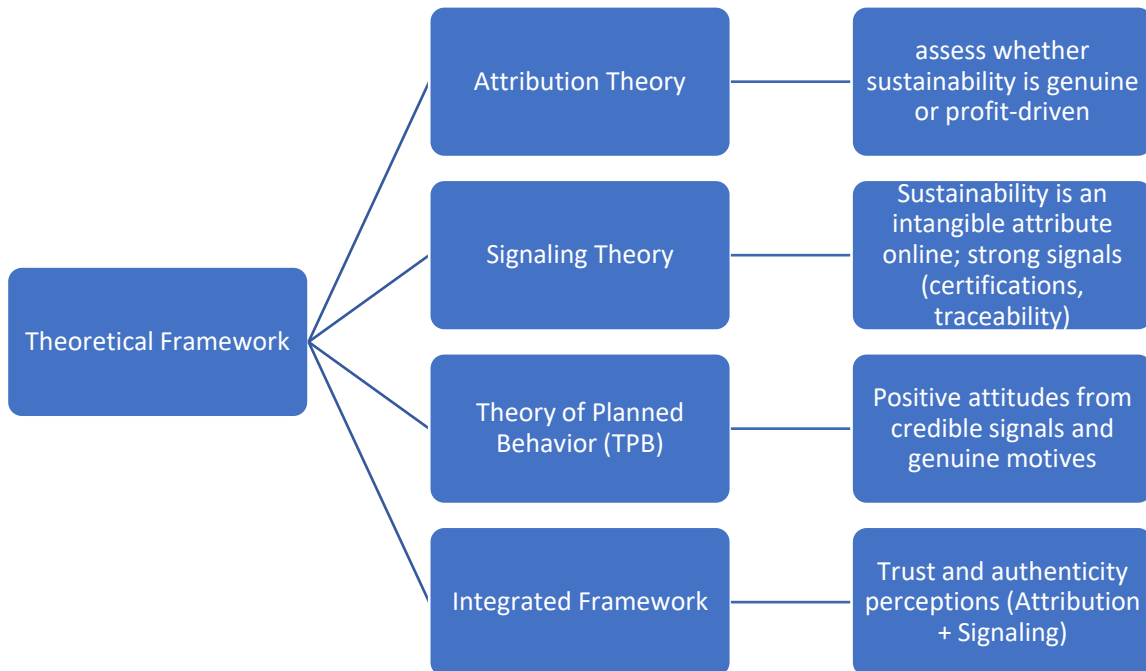 Attribution Theory
assess whether
sustainability is genuine
or profit-driven
Signaling Theory
Sustainability is an
intangible attribute
online; strong signals
(certifications,
traceability)
Theoretical Framework
Theory of Planned
Behavior (TPB)
Positive attitudes from
credible signals and
genuine motives
Integrated Framework
Trust and authenticity
perceptions (Attribution
+ Signaling)